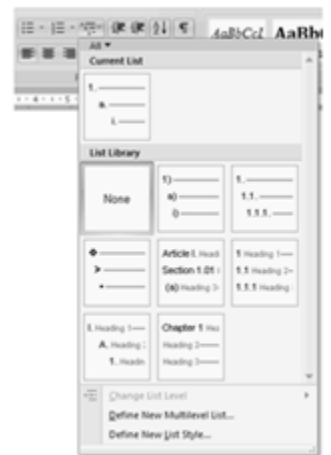 AaBbCcI AaBb
All
Current List
1.
a.
i.
List Library
None
1)
a)
i)
1.
1.1.
1.1.1.
Article I. Headi
Section 1.01
(a) Heading 3-
1 Heading 1
1.1 Heading 2
1.1.1 Heading
I. Heading 1
A. Heading
1. Headin
Chapter 1 Hea
Heading 2
Heading 3
Change List Level
Define New Multilevel List...
Define New List Style...